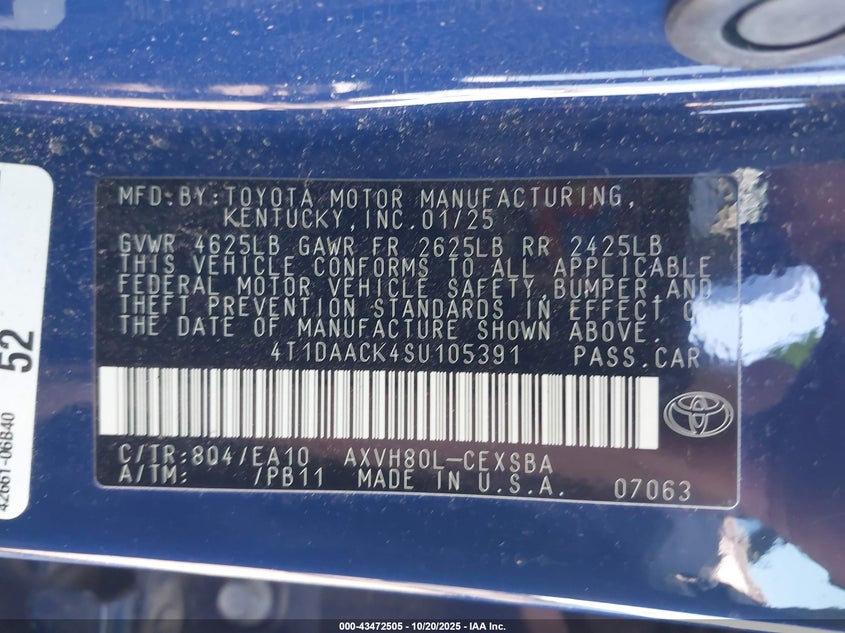 MFD.BY:TOYOTA MOTOR MANUFACTURING,
KENTUCKY,INC.01/25
GVWR 4625LB GAWR FR 2625LB RR 2425LB
THIS VEHICLE CONFORMS TO ALL APPLICABLE
FEDERAL MOTOR VEHICLE SAFETY,BUMPER,AND
THEFT PREVENTION STANDARDS IN EFFECT
THE DATE OF MANUFACTURE SHOWN ABOVE.
4T1DAACK4SU105391 PASS.CAR
C/TR:8Q4/EA10 AXVH80L-CEXSBA
A/TM: /PB11 MADE IN U.S.A. 07063
52
42661-06B40
000-43472505 | 10/20/2025 | IAA Inc.